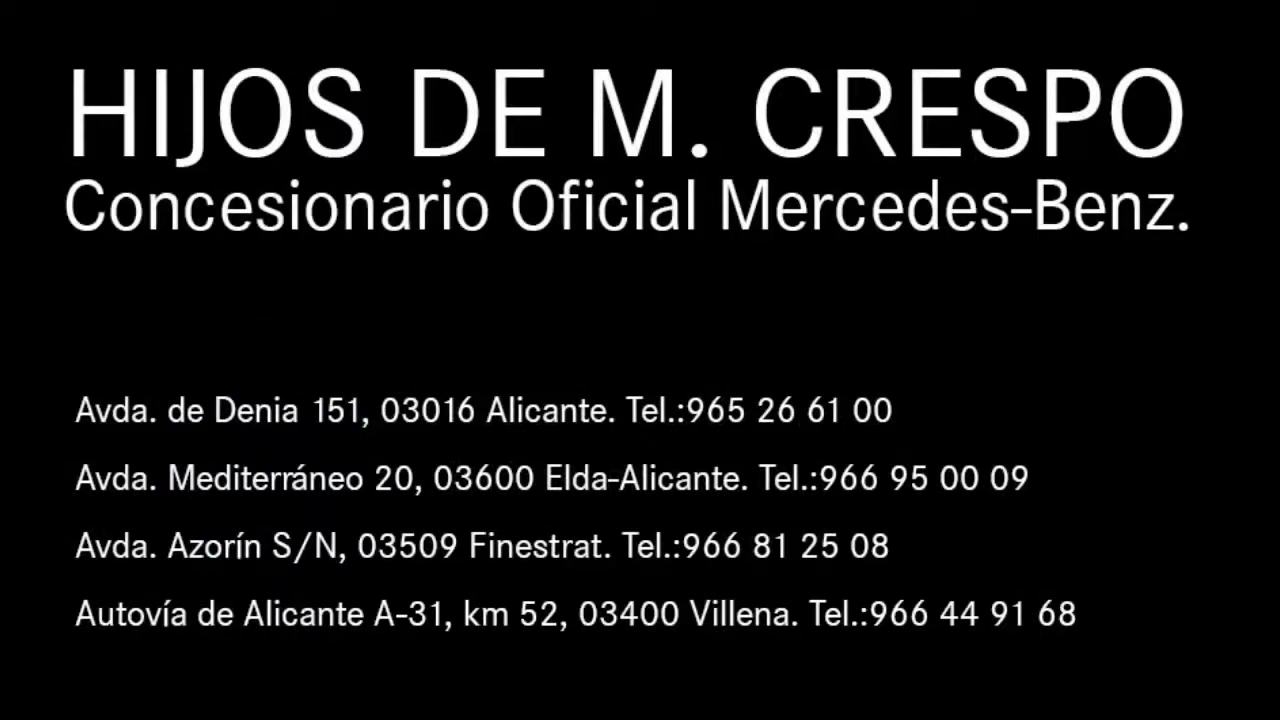 HIJOS DE M. CRESPO
Concesionario Oficial Mercedes-Benz.
Avda. de Denia 151, 03016 Alicante. Tel.:965 26 61 00
Avda. Mediterráneo 20, 03600 Elda-Alicante. Tel.:966 95 00 09
Avda. Azorín S/N, 03509 Finestrat. Tel.:966 81 25 08
Autovía de Alicante A-31, km 52, 03400 Villena. Tel.:966 44 91 68